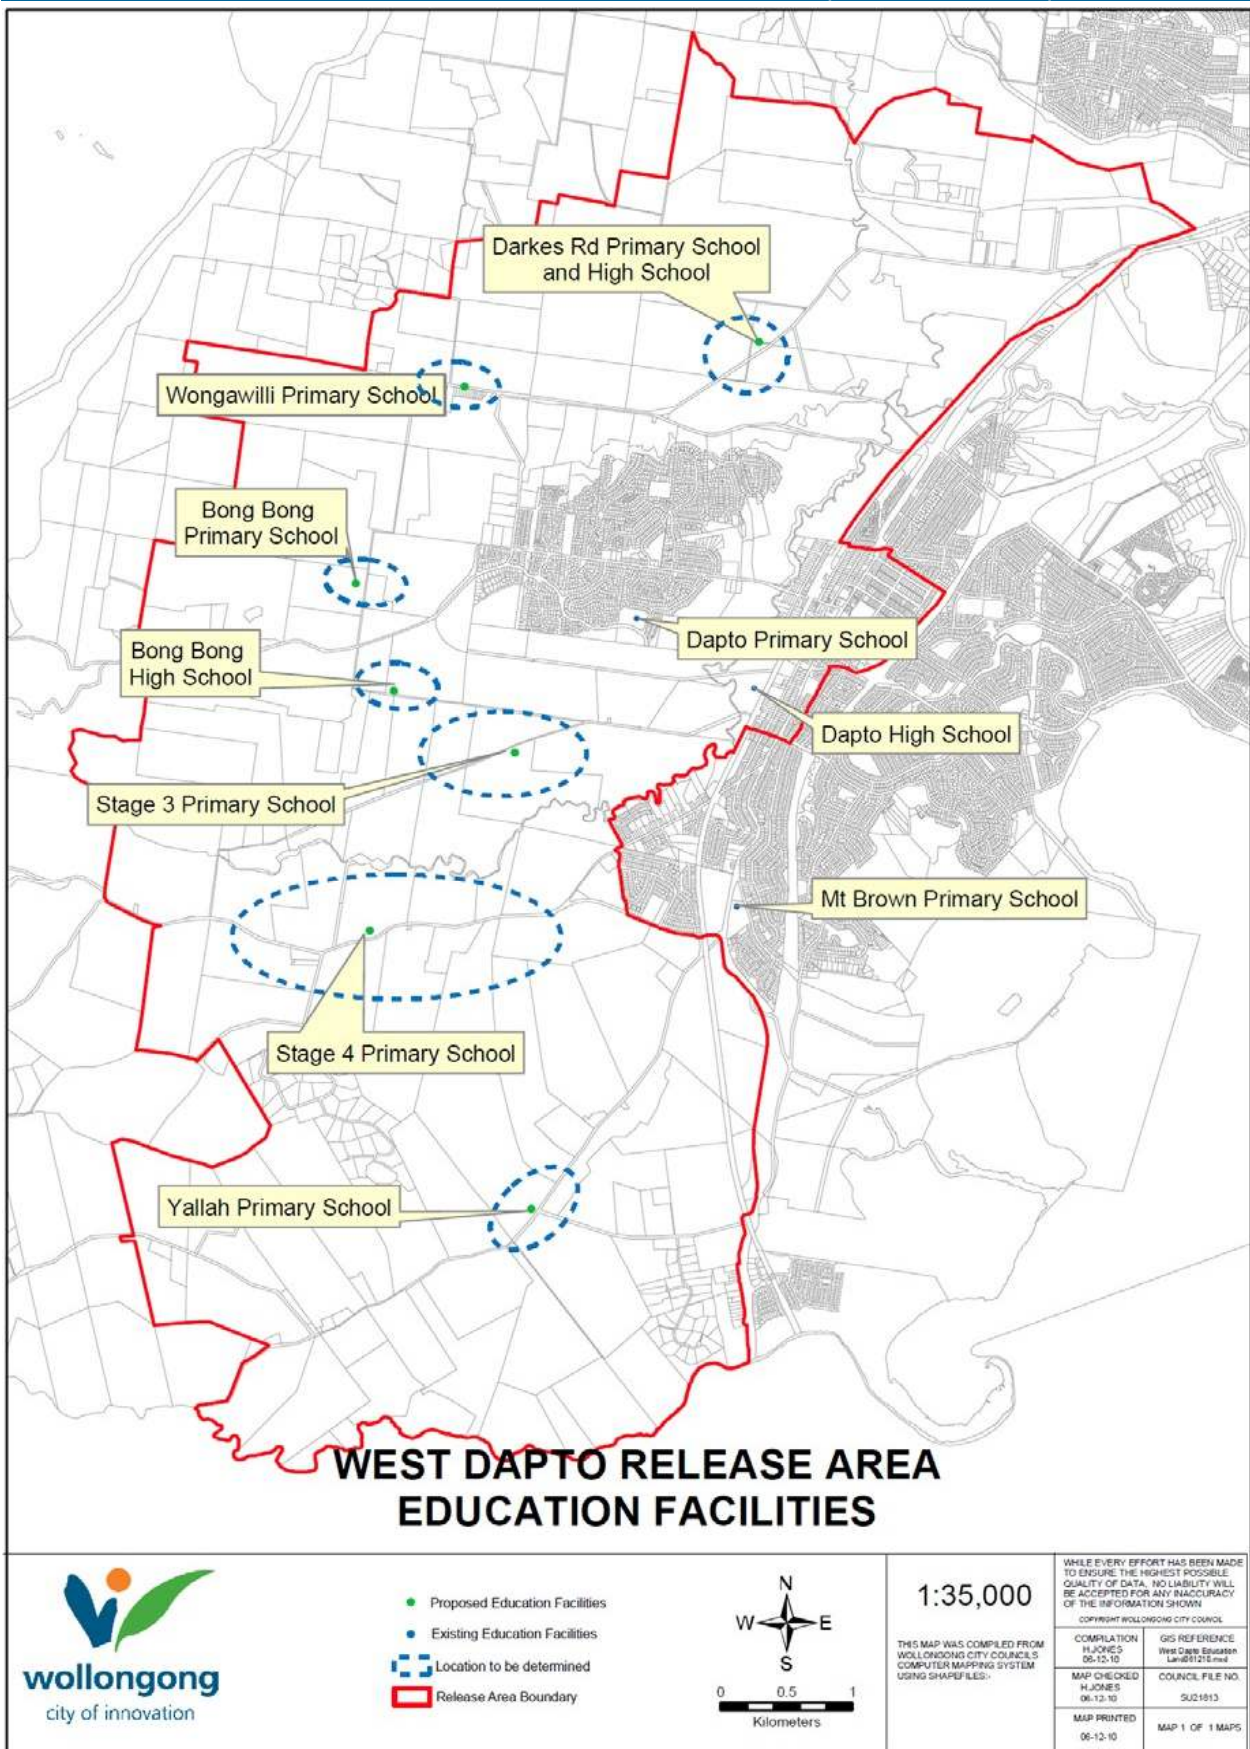 Darkes Rd Primary School
and High School
Wongawilli Primary School
Bong Bong
Primary School
Dapto Primary School
Bong Bong
High School
Dapto High School
Stage 3 Primary School
Mt Brown Primary School
Stage 4 Primary School
Yallah Primary School
WEST DAPTO RELEASE AREA
EDUCATION FACILITIES
wollongong
city of innovation
Proposed Education Facilities
Existing Education Facilities
Location to be determined
Release Area Boundary
N
W E
S
0 0.5 1
Kilometers
1:35,000
THIS MAP WAS COMPILED FROM
WOLLONGONG CITY COUNCILS
COMPUTER MAPPING SYSTEM
USING SHAPEFILES:-
WHILE EVERY EFFORT HAS BEEN MADE
TO ENSURE THE HIGHEST POSSIBLE
QUALITY OF DATA, NO LIABILITY WILL
BE ACCEPTED FOR ANY INACCURACY
OF THE INFORMATION SHOWN
COPYRIGHT WOLLONGONG CITY COUNCIL
COMPILATION
H.JONES
06-12-10
GIS REFERENCE
West Dapto Education
MAP CHECKED
H.JONES
06-12-10
COUNCIL FILE NO.
SU21813
MAP PRINTED
06-12-10
MAP 1 OF 1 MAPS